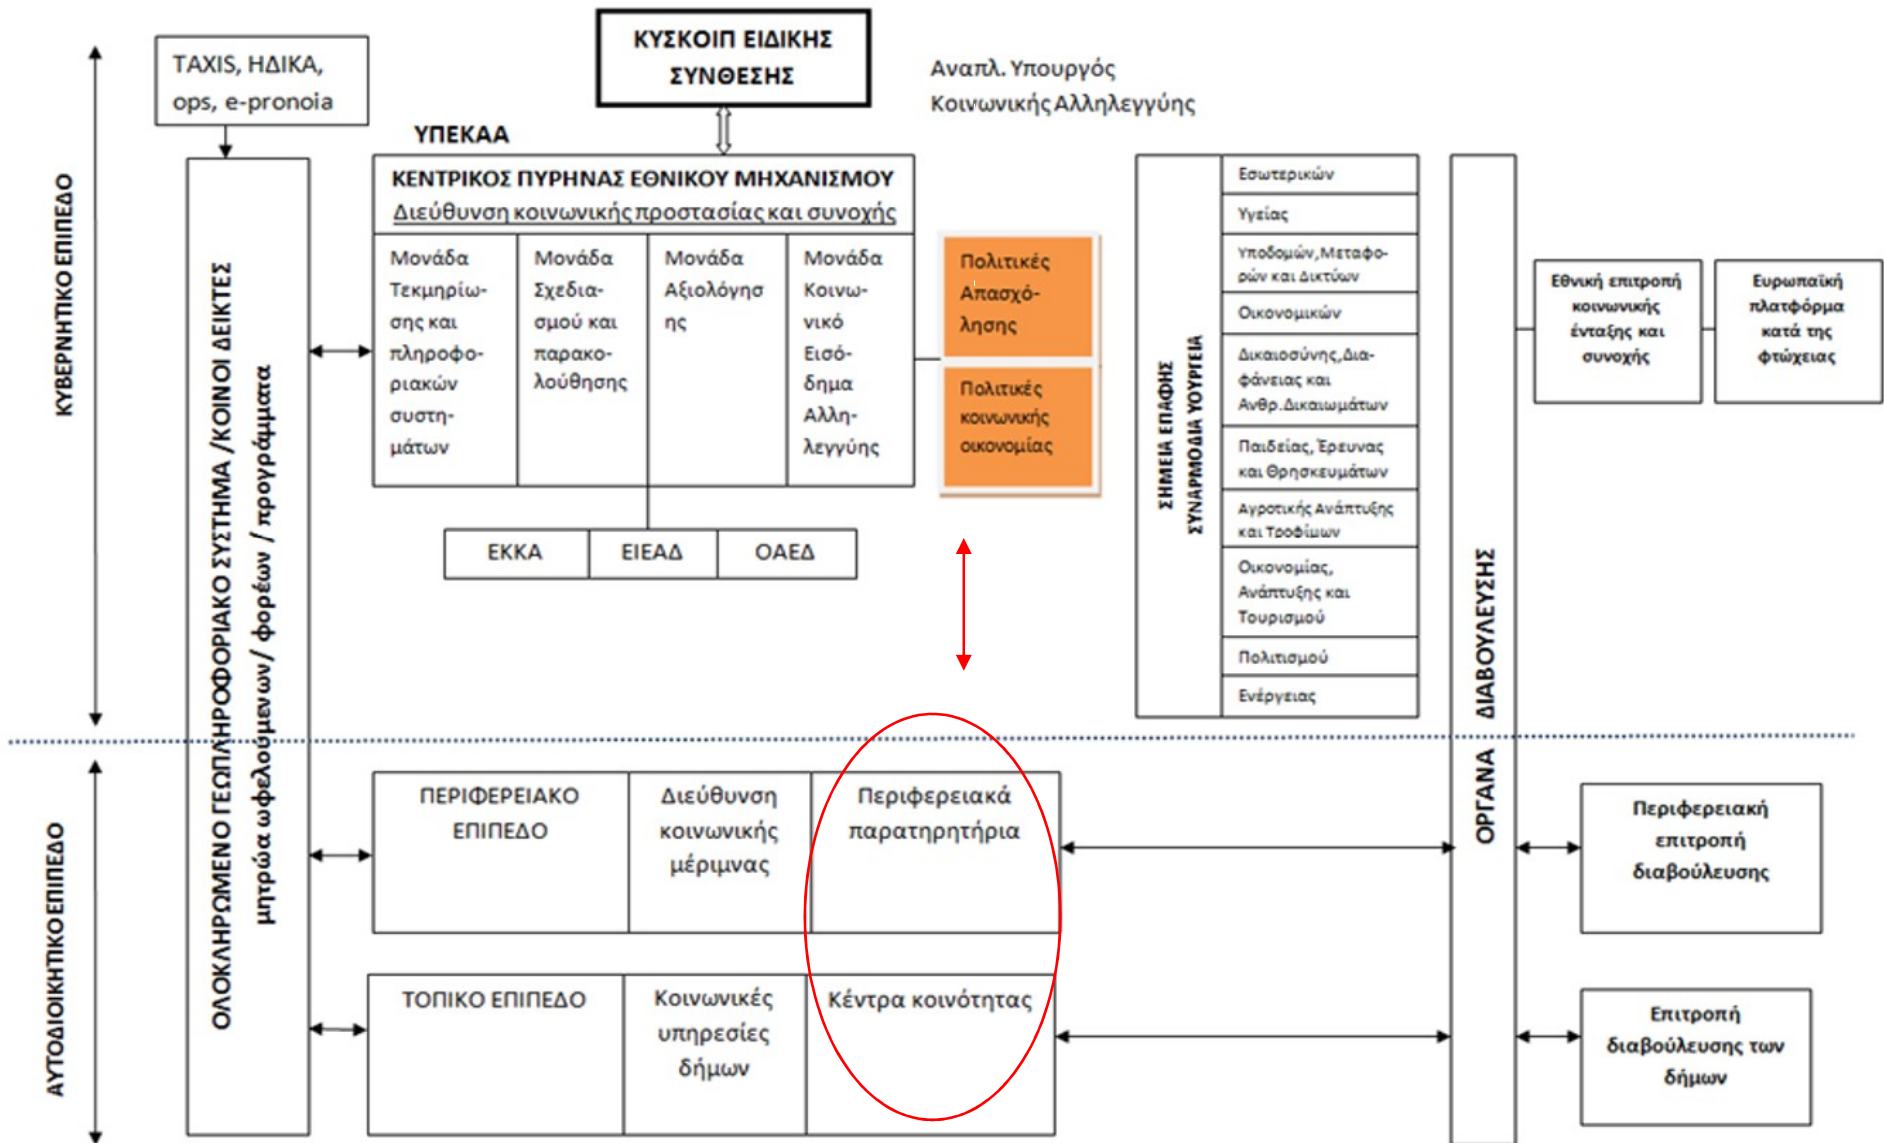 TAXIS, ΗΔΙΚΑ,
ops, e-pronoia
ΚΥΣΚΟΙΠ ΕΙΔΙΚΗΣ
ΣΥΝΘΕΣΗΣ
Αναπλ. Υπουργός
Κοινωνικής Αλληλεγγύης
ΥΠΕΚΑΑ
ΚΕΝΤΡΙΚΟΣ ΠΥΡΗΝΑΣ ΕΘΝΙΚΟΥ ΜΗΧΑΝΙΣΜΟΥ
Διεύθυνση κοινωνικής προστασίας και συνοχής
Μονάδα
Τεκμηρίω-
σης και
πληροφο-
ριακών
συστη-
μάτων
Μονάδα
Σχεδια-
σμού και
παρακο-
λούθησης
Μονάδα
Αξιολόγησ
ης
Μονάδα
Κοινω-
νικό
Εισό-
δημα
Αλλη-
λεγγύης
Πολιτικές
Απασχό-
λησης
Πολιτικές
κοινωνικής
οικονομίας
ΕΚΚΑ
ΕΙΕΑΔ
ΟΑΕΔ
ΚΥΒΕΡΝΗΤΙΚΟ ΕΠΙΠΕΔΟ
ΟΛΟΚΛΗΡΩΜΕΝΟ ΓΕΩΠΛΗΡΟΦΟΡΙΑΚΟ ΣΥΣΤΗΜΑ /ΚΟΙΝΟΙ ΔΕΙΚΤΕΣ
μητρώα ωφελούμενων/ φορέων / προγράμματα
ΣΗΜΕΙΑ ΕΠΑΦΗΣ
ΣΥΝΑΡΜΟΔΙΑ ΥΟΥΡΓΕΙΑ
Εσωτερικών
Υγείας
Υποδομών,Μεταφο-
ρών και Δικτύων
Οικονομικών
Δικαιοσύνης,Δια-
φάνειας και
Ανθρ.Δικαιωμάτων
Παιδείας, Έρευνας
και Θρησκευμάτων
Αγροτικής Ανάπτυξης
και Τροφίμων
Οικονομίας,
Ανάπτυξης και
Τουρισμού
Πολιτισμού
Ενέργειας
ΟΡΓΑΝΑ ΔΙΑΒΟΥΛΕΥΣΗΣ
Εθνική επιτροπή
κοινωνικής
ένταξης και
συνοχής
Ευρωπαϊκή
πλατφόρμα
κατά της
φτώχειας
ΑΥΤΟΔΙΟΙΚΗΤΙΚΟ ΕΠΙΠΕΔΟ
ΠΕΡΙΦΕΡΕΙΑΚΟ
ΕΠΙΠΕΔΟ
Διεύθυνση
κοινωνικής
μέριμνας
Περιφερειακά
παρατηρητήρια
Περιφερειακή
επιτροπή
διαβούλευσης
ΤΟΠΙΚΟ ΕΠΙΠΕΔΟ
Κοινωνικές
υπηρεσίες
δήμων
Κέντρα κοινότητας
Επιτροπή
διαβούλευσης των
δήμων